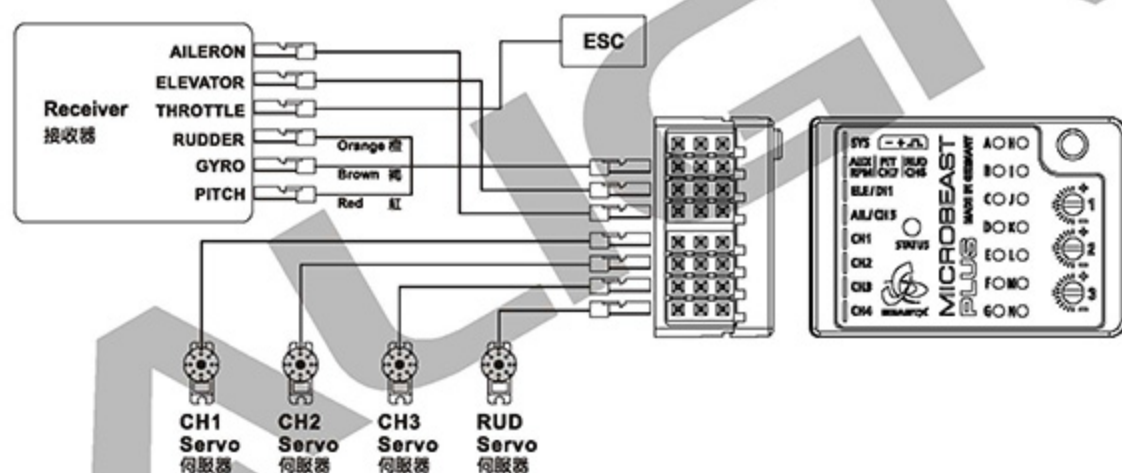 Receiver
接收器
AILERON
ELEVATOR
THROTTLE
RUDDER
GYRO
PITCH
Orange 橙
Brown 褐
Red 紅
ESC
SYS
AUX PIT RUD
RPM CH7 CH6
ELE/DI1
AIL/CH5
CH1
CH2
CH3
CH4
STATUS
BEASTX
MICROBEAST
PLUS
MADE IN GERMANY
A H
B I
C J
D K
E L
F M
G N
+ 1 -
+ 2 -
+ 3 -
CH1
Servo
伺服器
CH2
Servo
伺服器
CH3
Servo
伺服器
RUD
Servo
伺服器